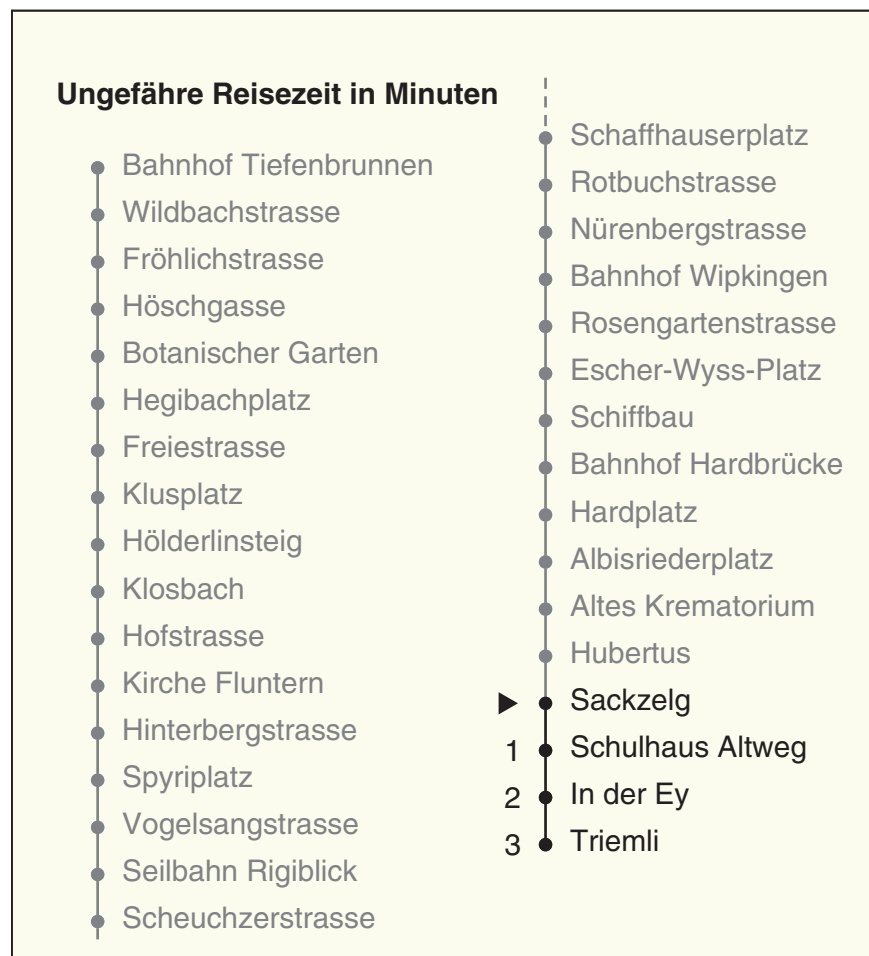 Ungefähre Reisezeit in Minuten
Bahnhof Tiefenbrunnen
Wildbachstrasse
Fröhlichstrasse
Höschgasse
Botanischer Garten
Hegibachplatz
Freiestrasse
Klusplatz
Hölderlinsteig
Klosbach
Hofstrasse
Kirche Fluntern
Hinterbergstrasse
Spyriplatz
Vogelsangstrasse
Seilbahn Rigiblick
Scheuchzerstrasse
Schaffhauserplatz
Rotbuchstrasse
Nürenbergstrasse
Bahnhof Wipkingen
Rosengartenstrasse
Escher-Wyss-Platz
Schiffbau
Bahnhof Hardbrücke
Hardplatz
Albisriederplatz
Altes Krematorium
Hubertus
Sackzelg
1 Schulhaus Altweg
2 In der Ey
3 Triemli